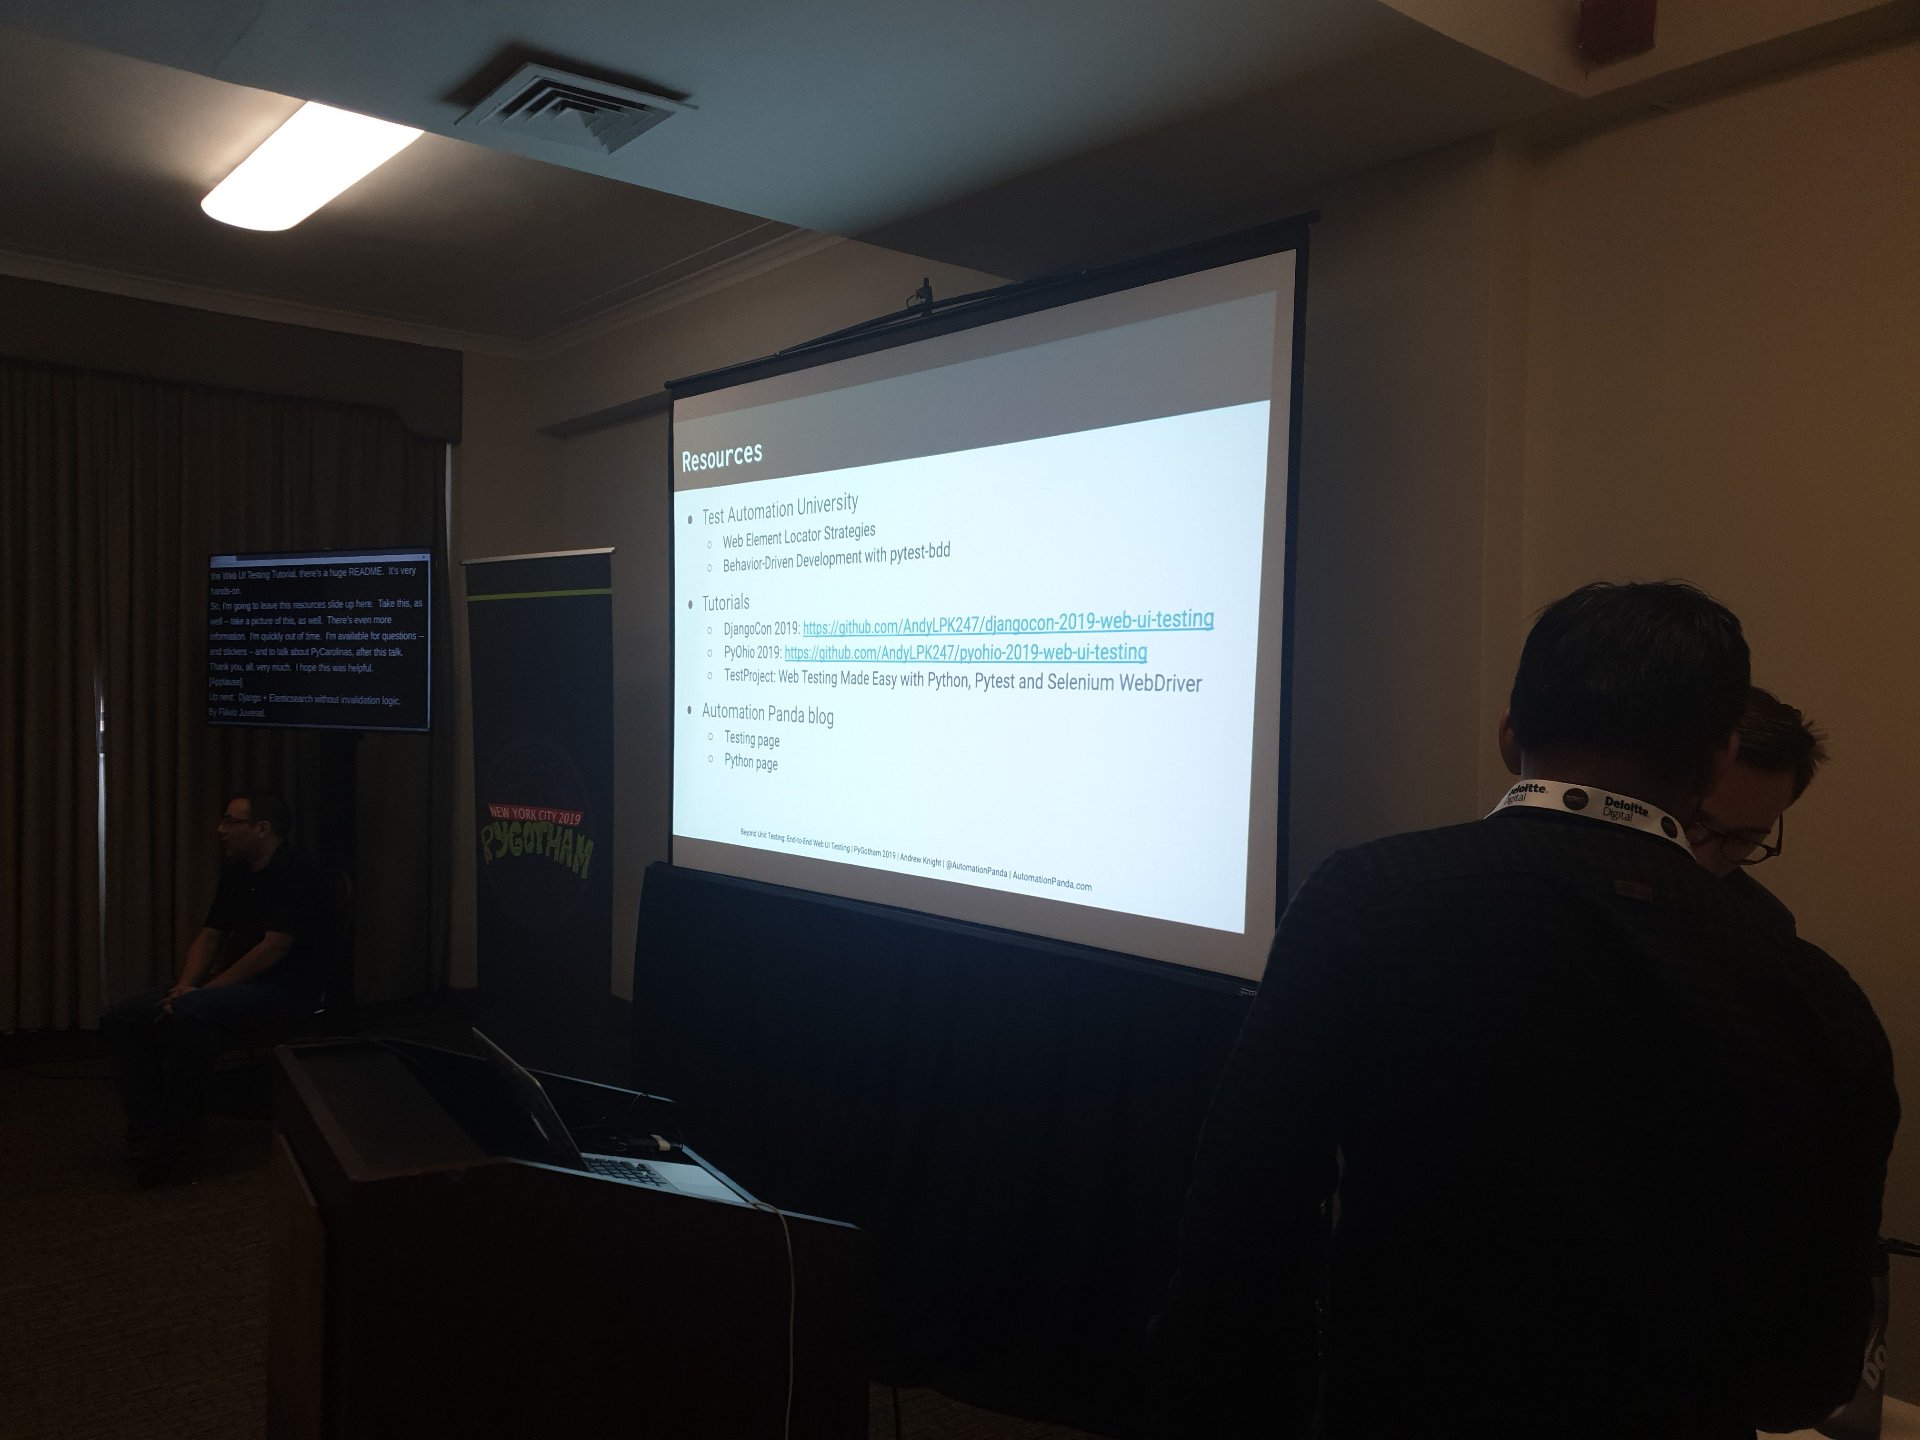 the Web UI Testing Tutorial, there's a huge README. It's very
hands-on.
So, I'm going to leave this resources slide up here. Take this, as
well -- take a picture of this, as well. There's even more
information. I'm quickly out of time. I'm available for questions --
and stickers -- and to talk about PyCarolinas, after this talk.
Thank you, all, very much. I hope this was helpful.
[Applause].
Up next: Django + Elasticsearch without invalidation logic.
By Flávio Juvenal.
NEW YORK CITY 2019
PYGOTHAM
Resources
● Test Automation University
○ Web Element Locator Strategies
○ Behavior-Driven Development with pytest-bdd
● Tutorials
○ DjangoCon 2019: https://github.com/AndyLPK247/djangocon-2019-web-ui-testing
○ PyOhio 2019: https://github.com/AndyLPK247/pyohio-2019-web-ui-testing
○ TestProject: Web Testing Made Easy with Python, Pytest and Selenium WebDriver
● Automation Panda blog
○ Testing page
○ Python page
Beyond Unit Testing: End-to-End Web UI Testing | PyGotham 2019 | Andrew Knight | @AutomationPanda | AutomationPanda.com
Deloitte.
Digital
Deloitte.
Digital